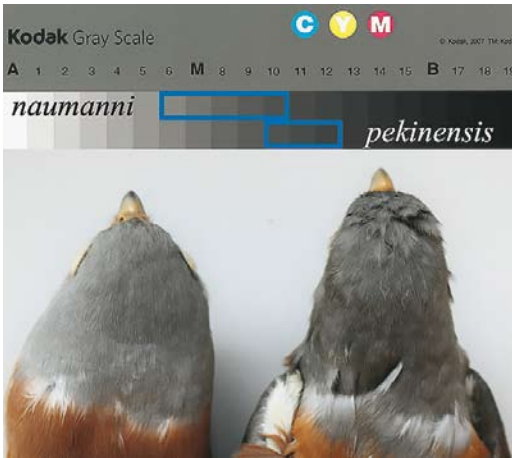 Kodak Gray Scale
C Y M
© Kodak, 2007 TM: Kod
A 1 2 3 4 5 6 M 8 9 10 11 12 13 14 15 B 17 18 19
naumanni
pekinensis